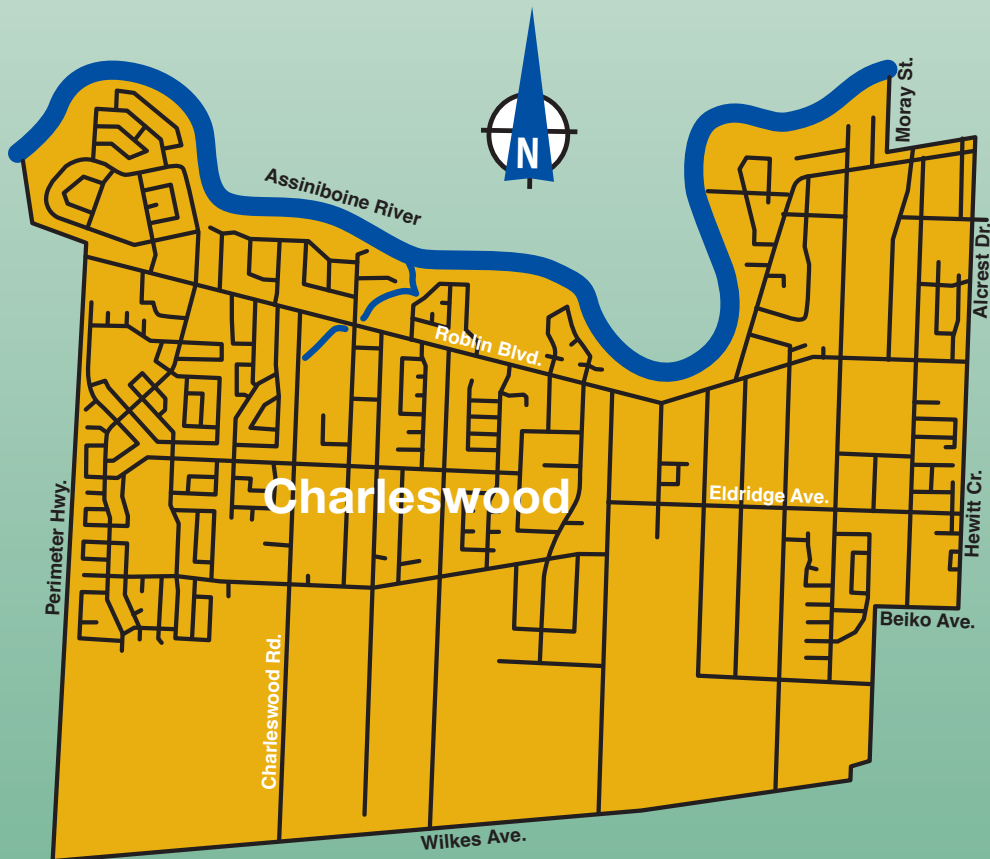 Moray St.
N
Assiniboine River
Alcrest Dr.
Roblin Blvd.
Charleswood
Eldridge Ave.
Perimeter Hwy.
Hewitt Cr.
Beiko Ave.
Charleswood Rd.
Wilkes Ave.